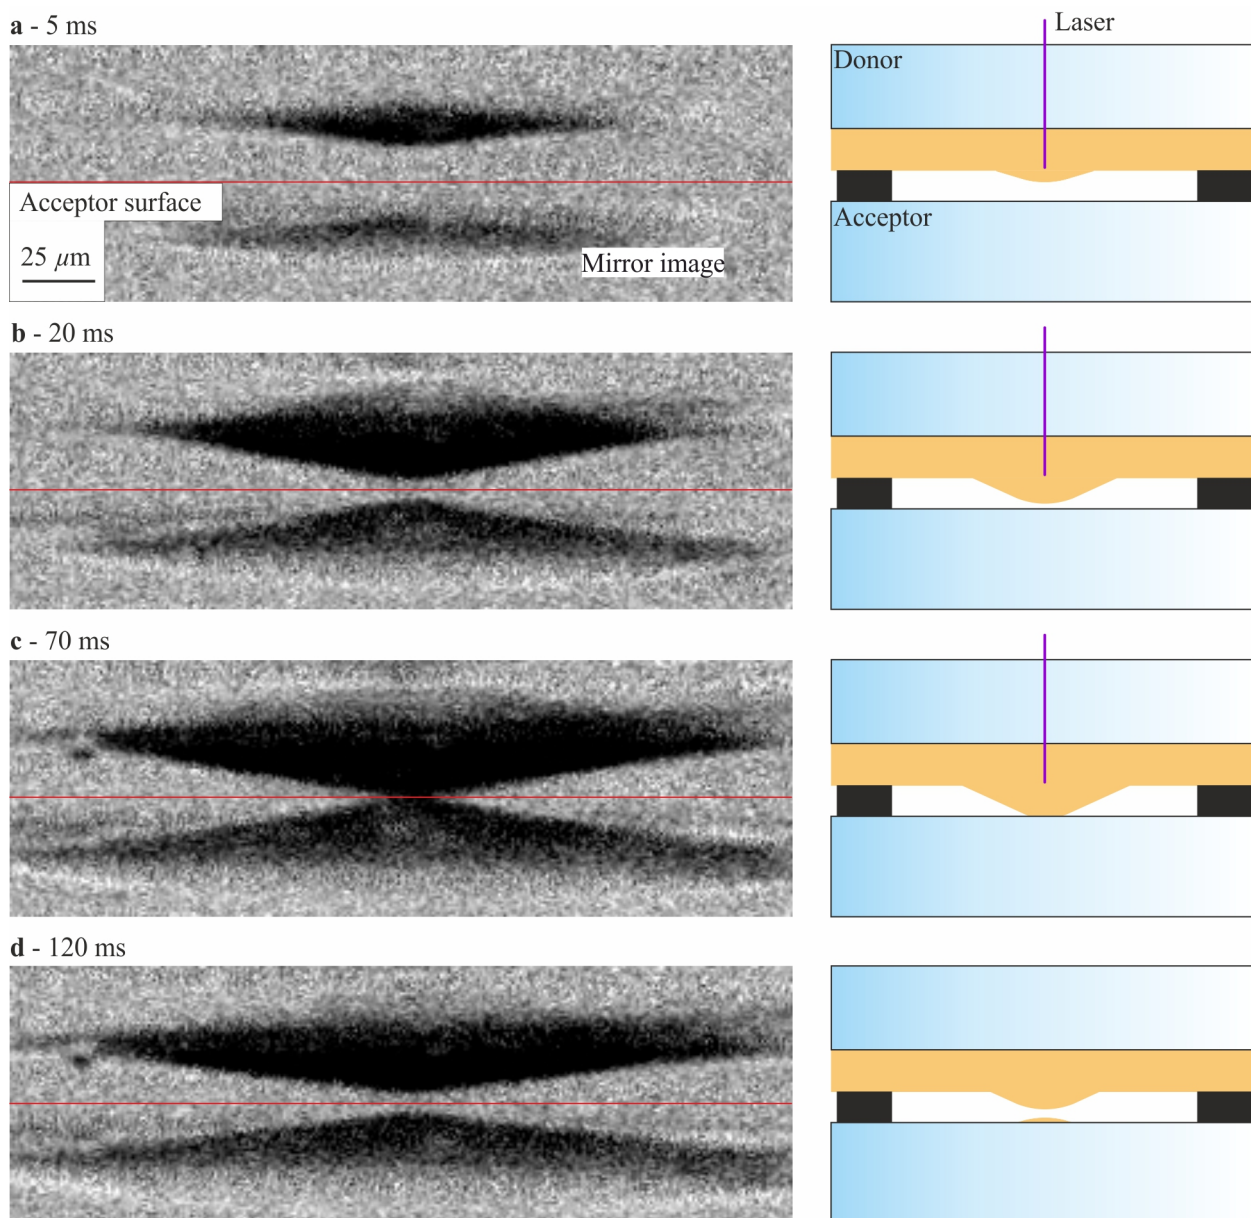 a - 5 ms
Laser
Donor
Acceptor surface
Acceptor
25 µm
Mirror image
b - 20 ms
c - 70 ms
d - 120 ms